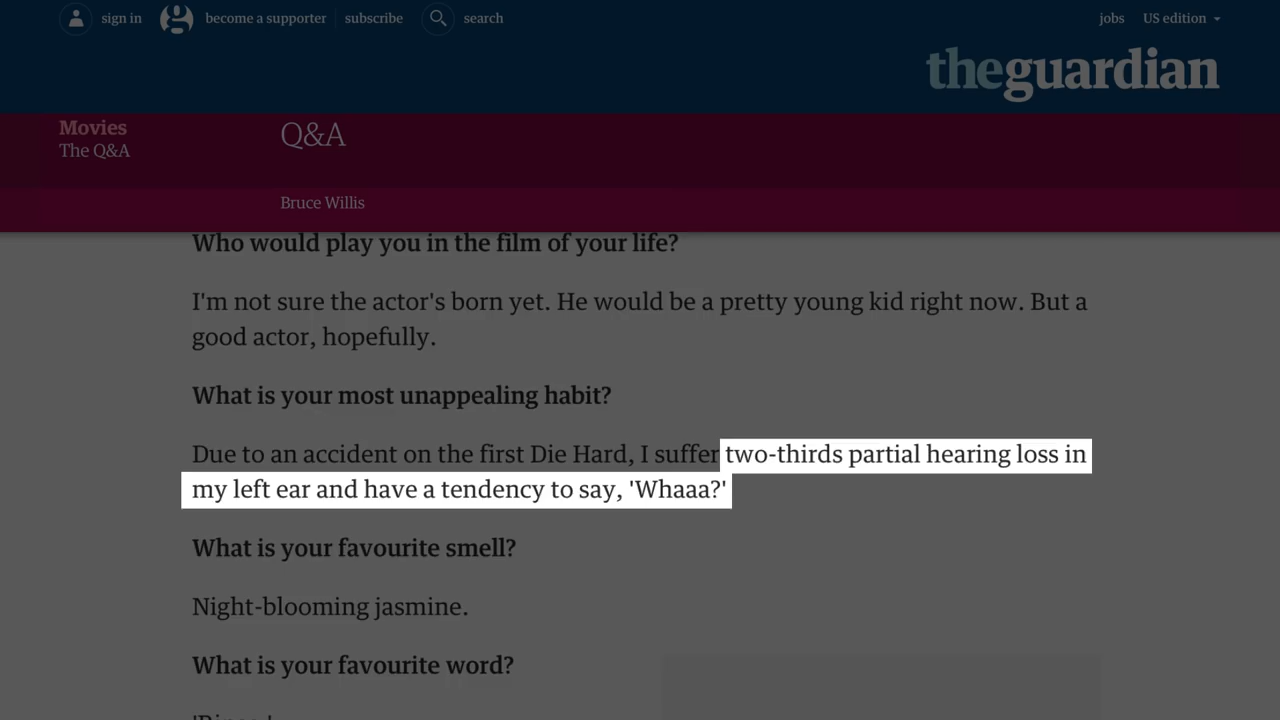 sign in
become a supporter
subscribe
search
jobs
US edition
theguardian
Movies
The Q&A
Q&A
Bruce Willis
Who would play you in the film of your life?
I'm not sure the actor's born yet. He would be a pretty young kid right now. But a
good actor, hopefully.
What is your most unappealing habit?
Due to an accident on the first Die Hard, I suffer two-thirds partial hearing loss in
my left ear and have a tendency to say, 'Whaaa?'
What is your favourite smell?
Night-blooming jasmine.
What is your favourite word?